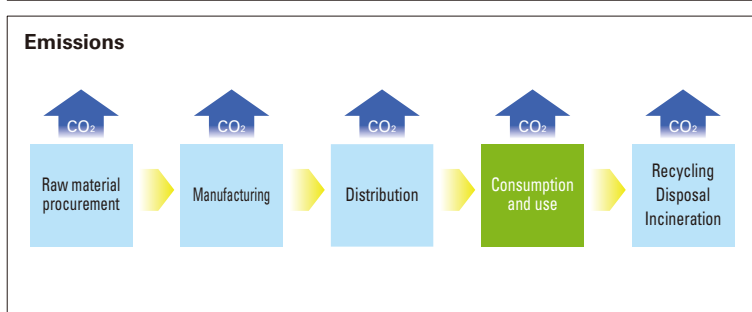 Emissions
CO₂ CO₂ CO₂ CO₂ CO₂
Raw material
procurement
Manufacturing
Distribution
Consumption
and use
Recycling
Disposal
Incineration